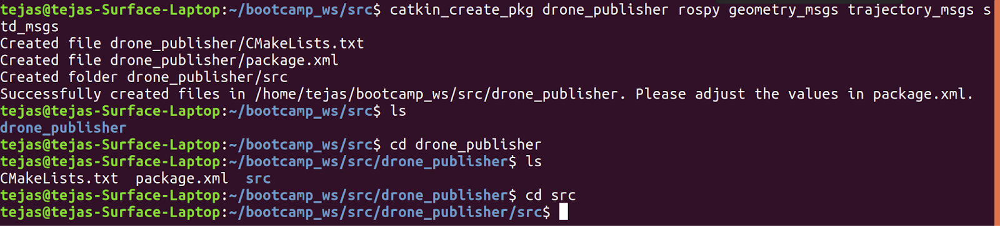 tejas@tejas-Surface-Laptop:~/bootcamp_ws/src$ catkin_create_pkg drone_publisher rospy geometry_msgs trajectory_msgs s
td_msgs
Created file drone_publisher/CMakeLists.txt
Created file drone_publisher/package.xml
Created folder drone_publisher/src
Successfully created files in /home/tejas/bootcamp_ws/src/drone_publisher. Please adjust the values in package.xml.
tejas@tejas-Surface-Laptop:~/bootcamp_ws/src$ ls
drone_publisher
tejas@tejas-Surface-Laptop:~/bootcamp_ws/src$ cd drone_publisher
tejas@tejas-Surface-Laptop:~/bootcamp_ws/src/drone_publisher$ ls
CMakeLists.txt  package.xml  src
tejas@tejas-Surface-Laptop:~/bootcamp_ws/src/drone_publisher$ cd src
tejas@tejas-Surface-Laptop:~/bootcamp_ws/src/drone_publisher/src$